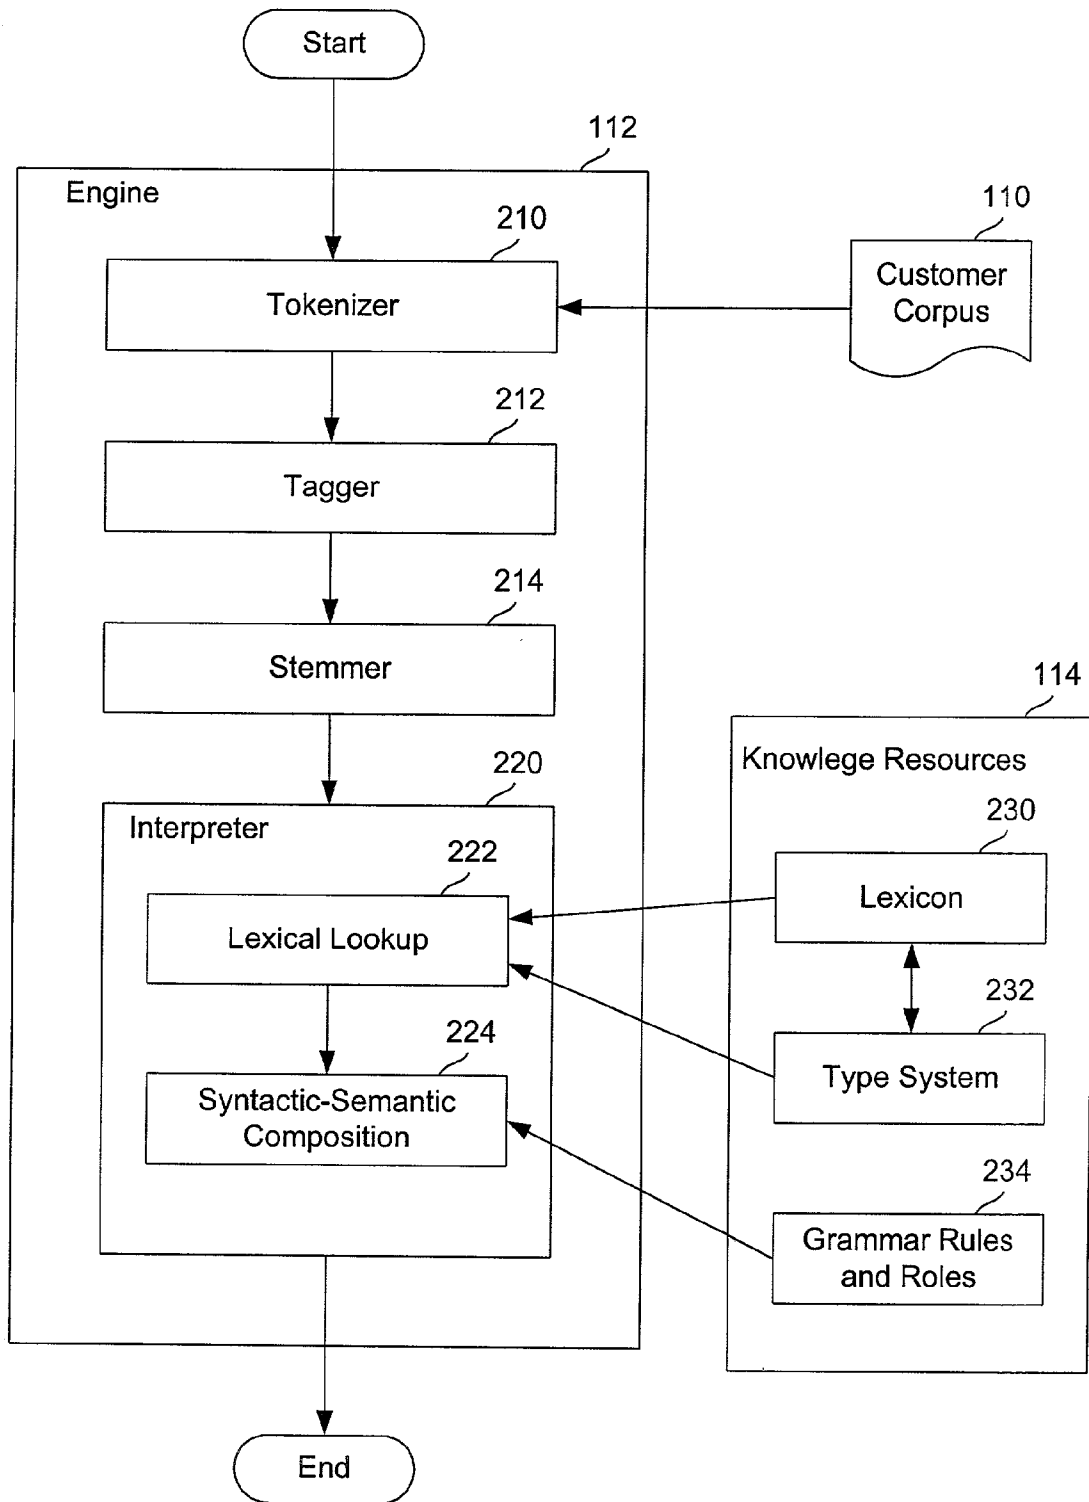 Start
112
Engine
110
210
Customer
Corpus
Tokenizer
212
Tagger
214
Stemmer
114
Knowlege Resources
220
Interpreter
230
222
Lexicon
Lexical Lookup
232
224
Type System
Syntactic-Semantic
Composition
234
Grammar Rules
and Roles
End